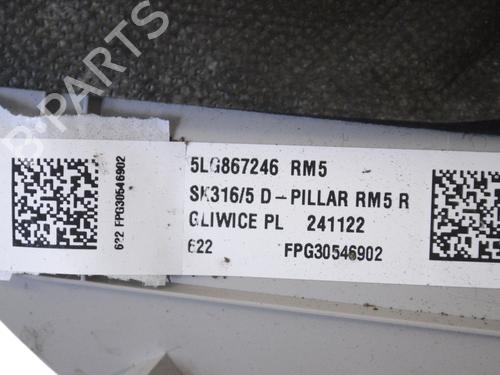 B-PARTS
622 FPG30546902
5LG867246 RM5
SK316/5 D-PILLAR RM5 R
GLIWICE PL 241122
622 FPG30546902